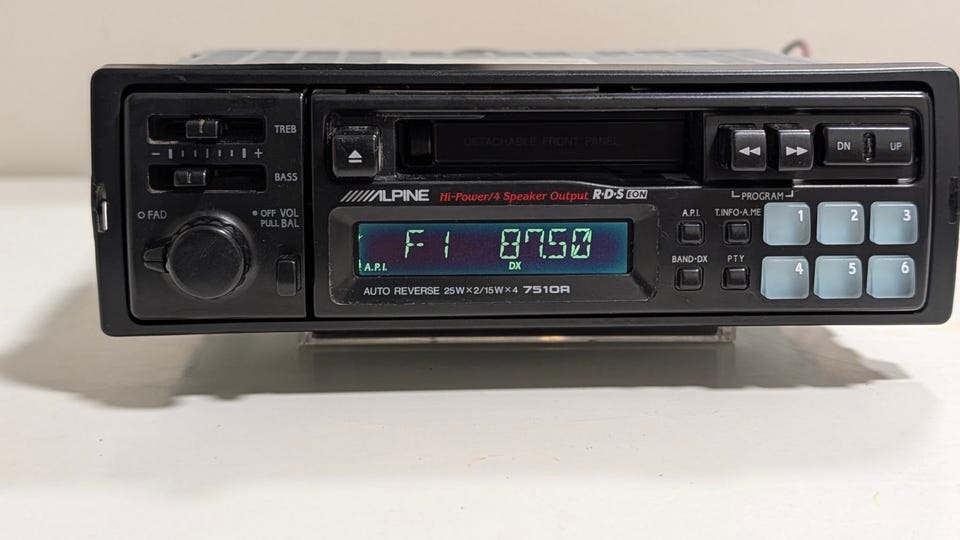 TREB
− +
BASS
FAD
OFF VOL
PULL BAL
DETACHABLE FRONT PANEL
DN UP
PROGRAM
ALPINE Hi-Power/4 Speaker Output R·D·S EON
F1 87.50
A.P.I. DX
AUTO REVERSE 25W×2/15W×4 7510R
A.P.I. T.INFO·A.ME
BAND·DX PTY
1 2 3
4 5 6